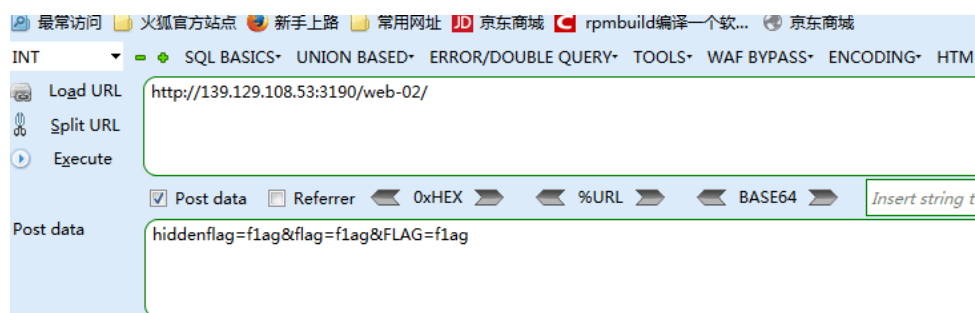 最常访问 火狐官方站点 新手上路 常用网址 JD 京东商城 C rpmbuild编译一个软... 京东商城
INT SQL BASICS UNION BASED ERROR/DOUBLE QUERY TOOLS WAF BYPASS ENCODING HTM
Load URL http://139.129.108.53:3190/web-02/
Split URL
Execute
Post data Referrer 0xHEX %URL BASE64 Insert string t
Post data hiddenflag=f1ag&flag=f1ag&FLAG=f1ag